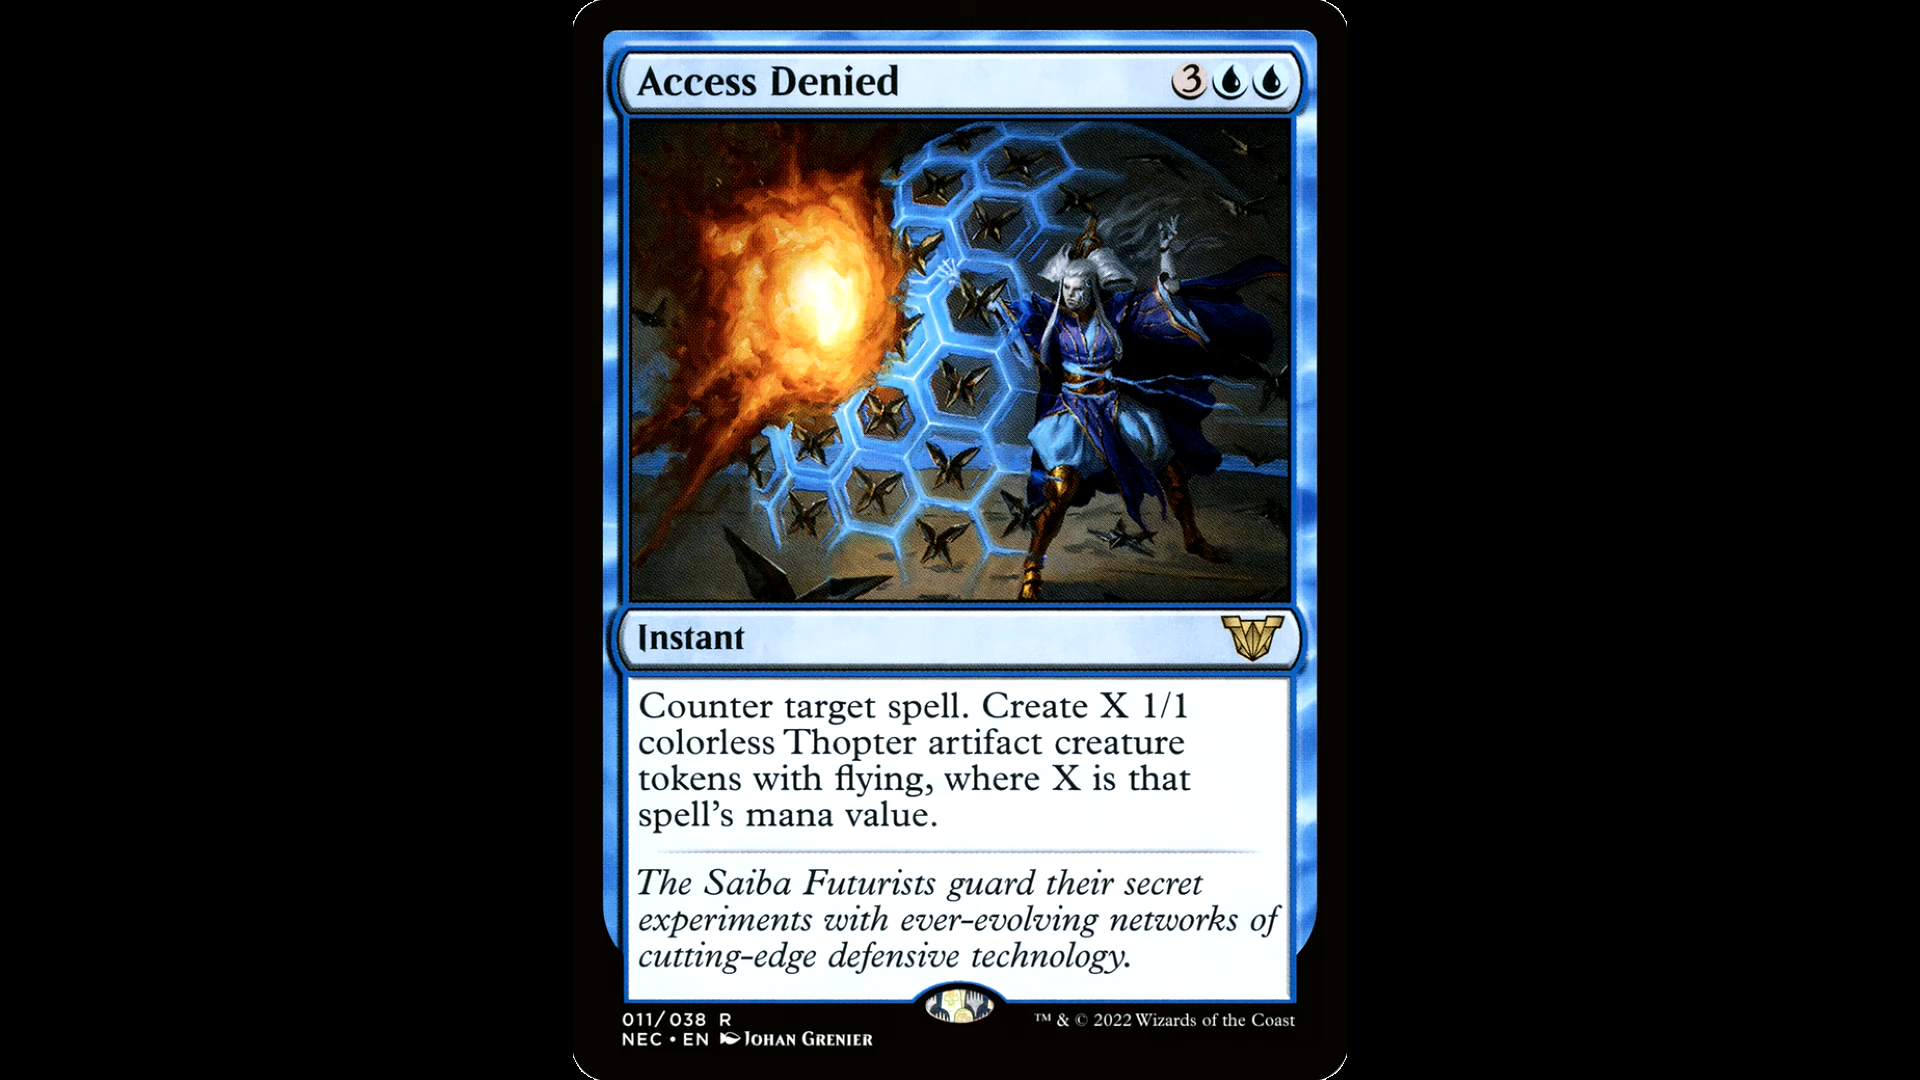 Access Denied 3
Instant
Counter target spell. Create X 1/1
colorless Thopter artifact creature
tokens with flying, where X is that
spell's mana value.
The Saiba Futurists guard their secret
experiments with ever-evolving networks of
cutting-edge defensive technology.
011/038 R
NEC • EN Johan Grenier
™ & © 2022 Wizards of the Coast